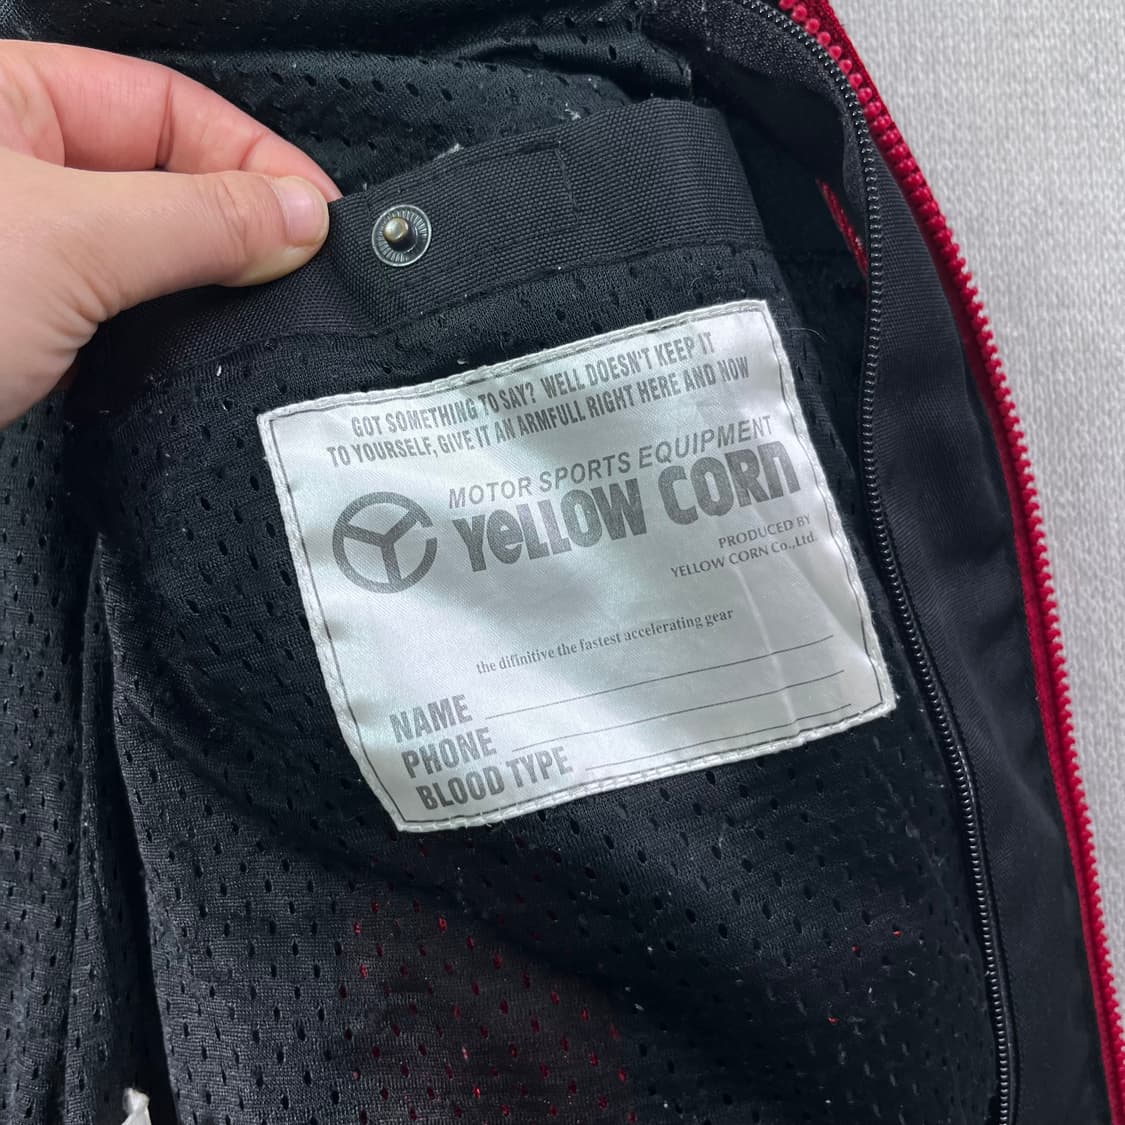 GOT SOMETHING TO SAY? WELL DOESN'T KEEP IT
TO YOURSELF, GIVE IT AN ARMFULL RIGHT HERE AND NOW
MOTOR SPORTS EQUIPMENT
YeLLOW CORn
PRODUCED BY
YELLOW CORN Co.,Ltd.
the difinitive the fastest accelerating gear
NAME
PHONE
BLOOD TYPE